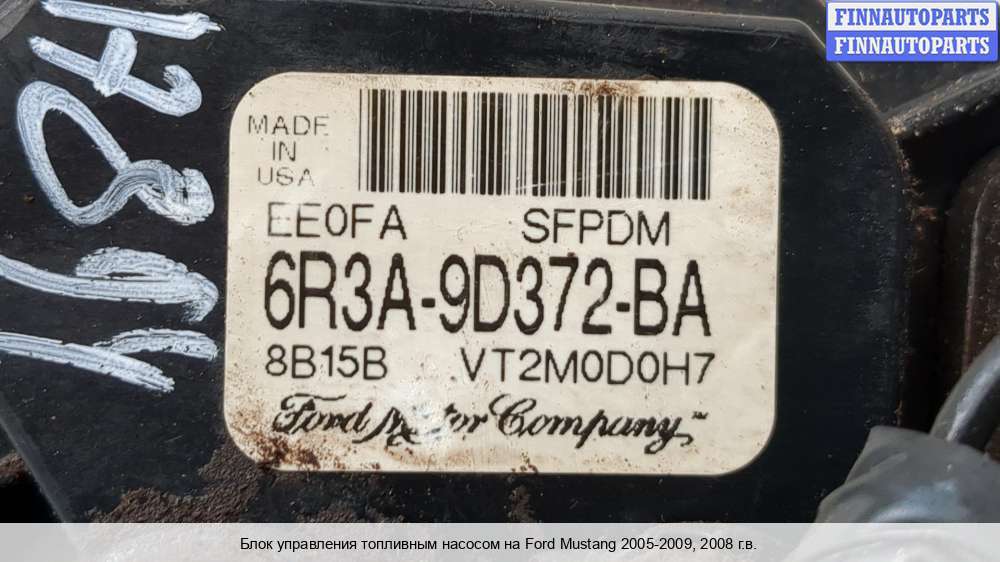 FINNAUTOPARTS
FINNAUTOPARTS
MADE
IN
USA
EE0FA SFPDM
6R3A-9D372-BA
8B15B VT2M0D0H7
Ford Motor Company™
Блок управления топливным насосом на Ford Mustang 2005-2009, 2008 г.в.